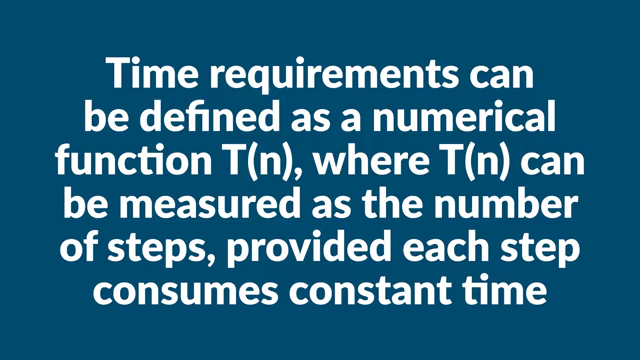 Time requirements can
be defined as a numerical
function T(n), where T(n) can
be measured as the number
of steps, provided each step
consumes constant time